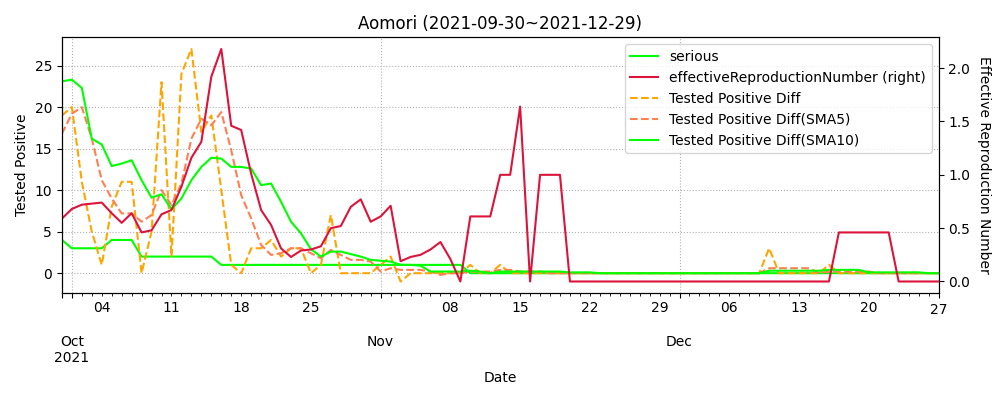 Aomori (2021-09-30~2021-12-29)
serious
effectiveReproductionNumber (right)
Tested Positive Diff
Tested Positive Diff(SMA5)
Tested Positive Diff(SMA10)
Tested Positive
25
20
15
10
5
0
2.0
1.5
1.0
0.5
0.0
Effective Reproduction Number
04
11
18
25
08
15
22
29
06
13
20
27
Oct
2021
Nov
Dec
Date